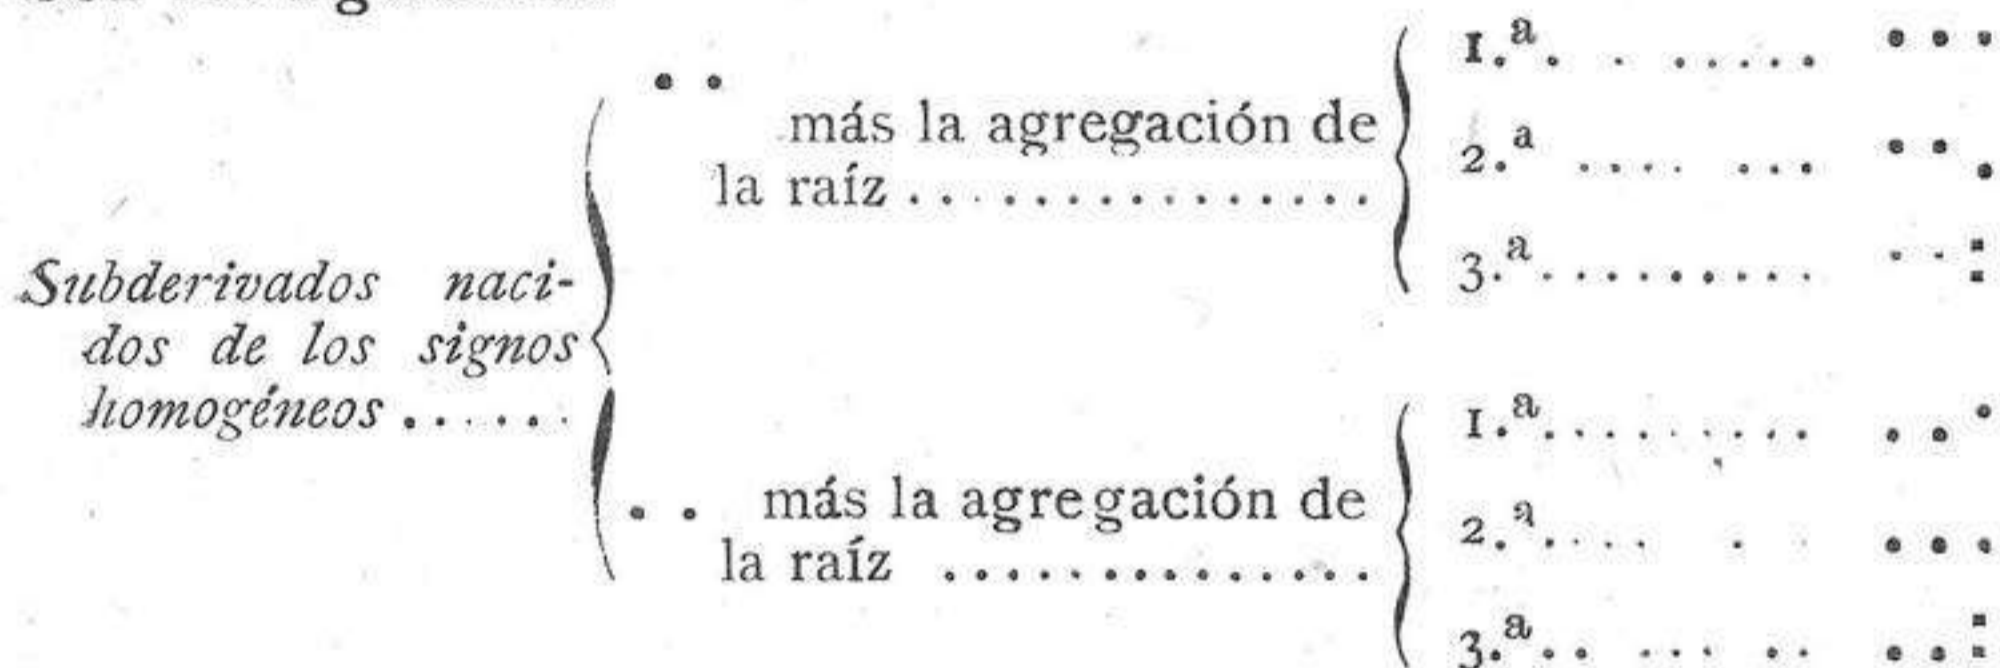 • •
más la agregación de
la raíz ..............
1.ª ........ • • •
2.ª ........ • • .
3.ª ......... • • :
Subderivados naci-
dos de los signos
homogéneos ......
. . más la agregación de
la raíz ..............
1.ª ......... . . •
2.ª ...... • • •
3.ª ....... • • :